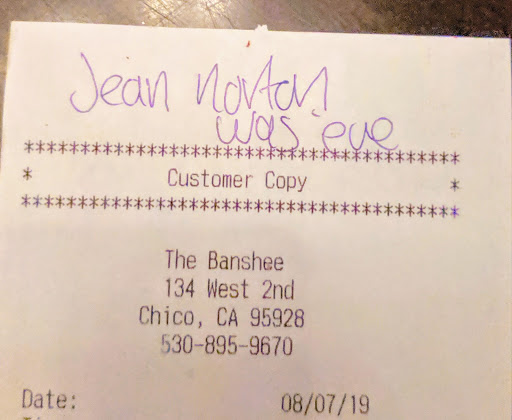 Jean Norton
was eve
****************************************
* Customer Copy *
****************************************
The Banshee
134 West 2nd
Chico, CA 95928
530-895-9670
Date: 08/07/19